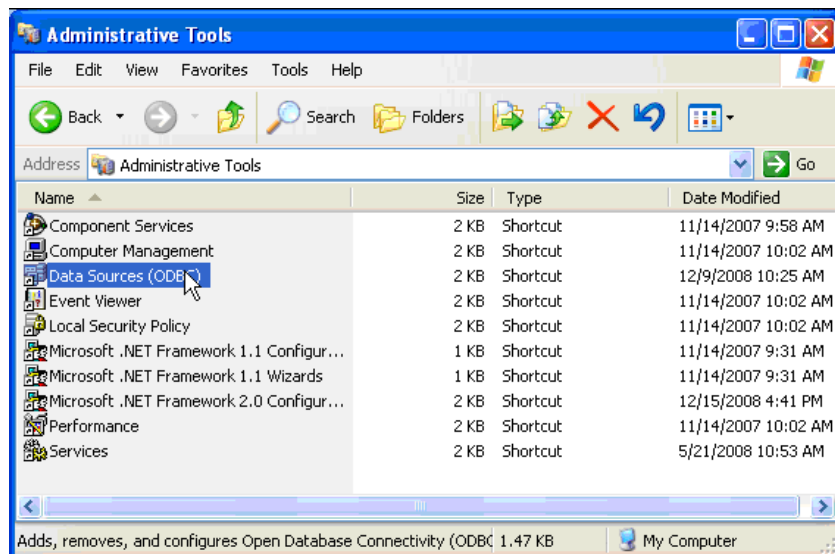 Administrative Tools
File Edit View Favorites Tools Help
Back Search Folders
Address Administrative Tools Go
Name Size Type Date Modified
Component Services 2 KB Shortcut 11/14/2007 9:58 AM
Computer Management 2 KB Shortcut 11/14/2007 10:02 AM
Data Sources (ODBC) 2 KB Shortcut 12/9/2008 10:25 AM
Event Viewer 2 KB Shortcut 11/14/2007 10:02 AM
Local Security Policy 2 KB Shortcut 11/14/2007 10:02 AM
Microsoft .NET Framework 1.1 Configur... 1 KB Shortcut 11/14/2007 9:31 AM
Microsoft .NET Framework 1.1 Wizards 1 KB Shortcut 11/14/2007 9:31 AM
Microsoft .NET Framework 2.0 Configur... 2 KB Shortcut 12/15/2008 4:41 PM
Performance 2 KB Shortcut 11/14/2007 10:02 AM
Services 2 KB Shortcut 5/21/2008 10:53 AM
Adds, removes, and configures Open Database Connectivity (ODBC 1.47 KB My Computer